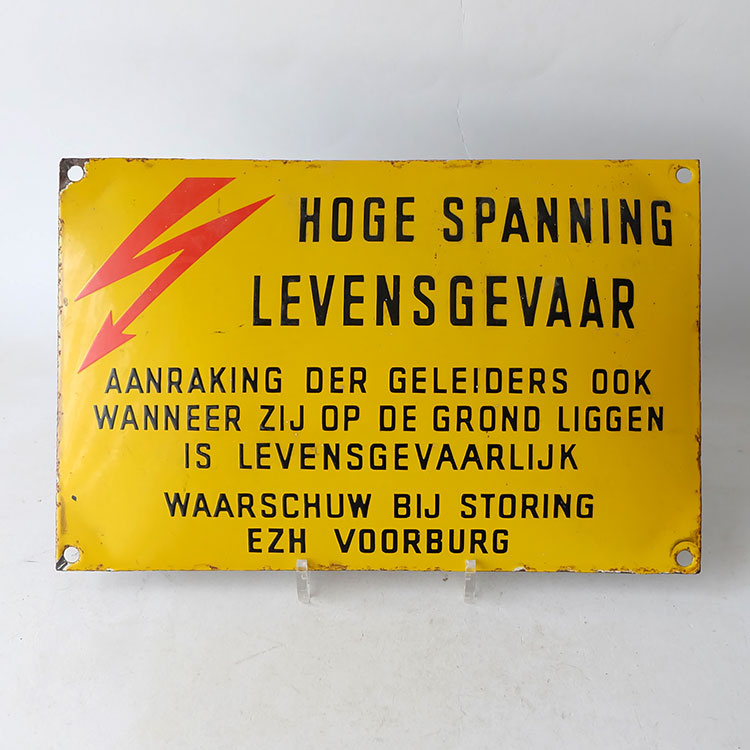 HOGE SPANNING
LEVENSGEVAAR
AANRAKING DER GELEIDERS OOK
WANNEER ZIJ OP DE GROND LIGGEN
IS LEVENSGEVAARLIJK
WAARSCHUW BIJ STORING
EZH VOORBURG